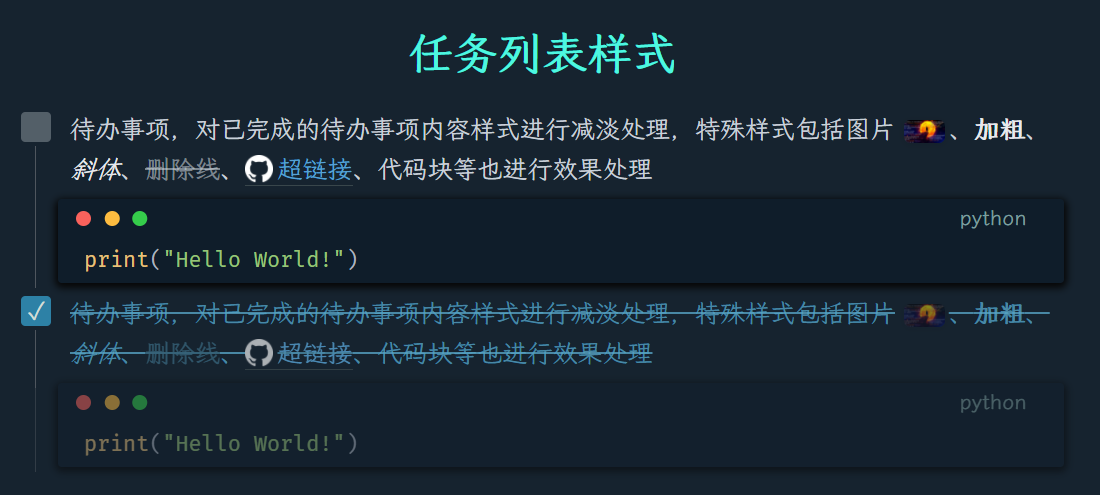 任务列表样式
待办事项，对已完成的待办事项内容样式进行减淡处理，特殊样式包括图片 、加粗、
斜体、删除线、超链接、代码块等也进行效果处理
python
print("Hello World!")
待办事项，对已完成的待办事项内容样式进行减淡处理，特殊样式包括图片 、加粗、
斜体、删除线、超链接、代码块等也进行效果处理
python
print("Hello World!")